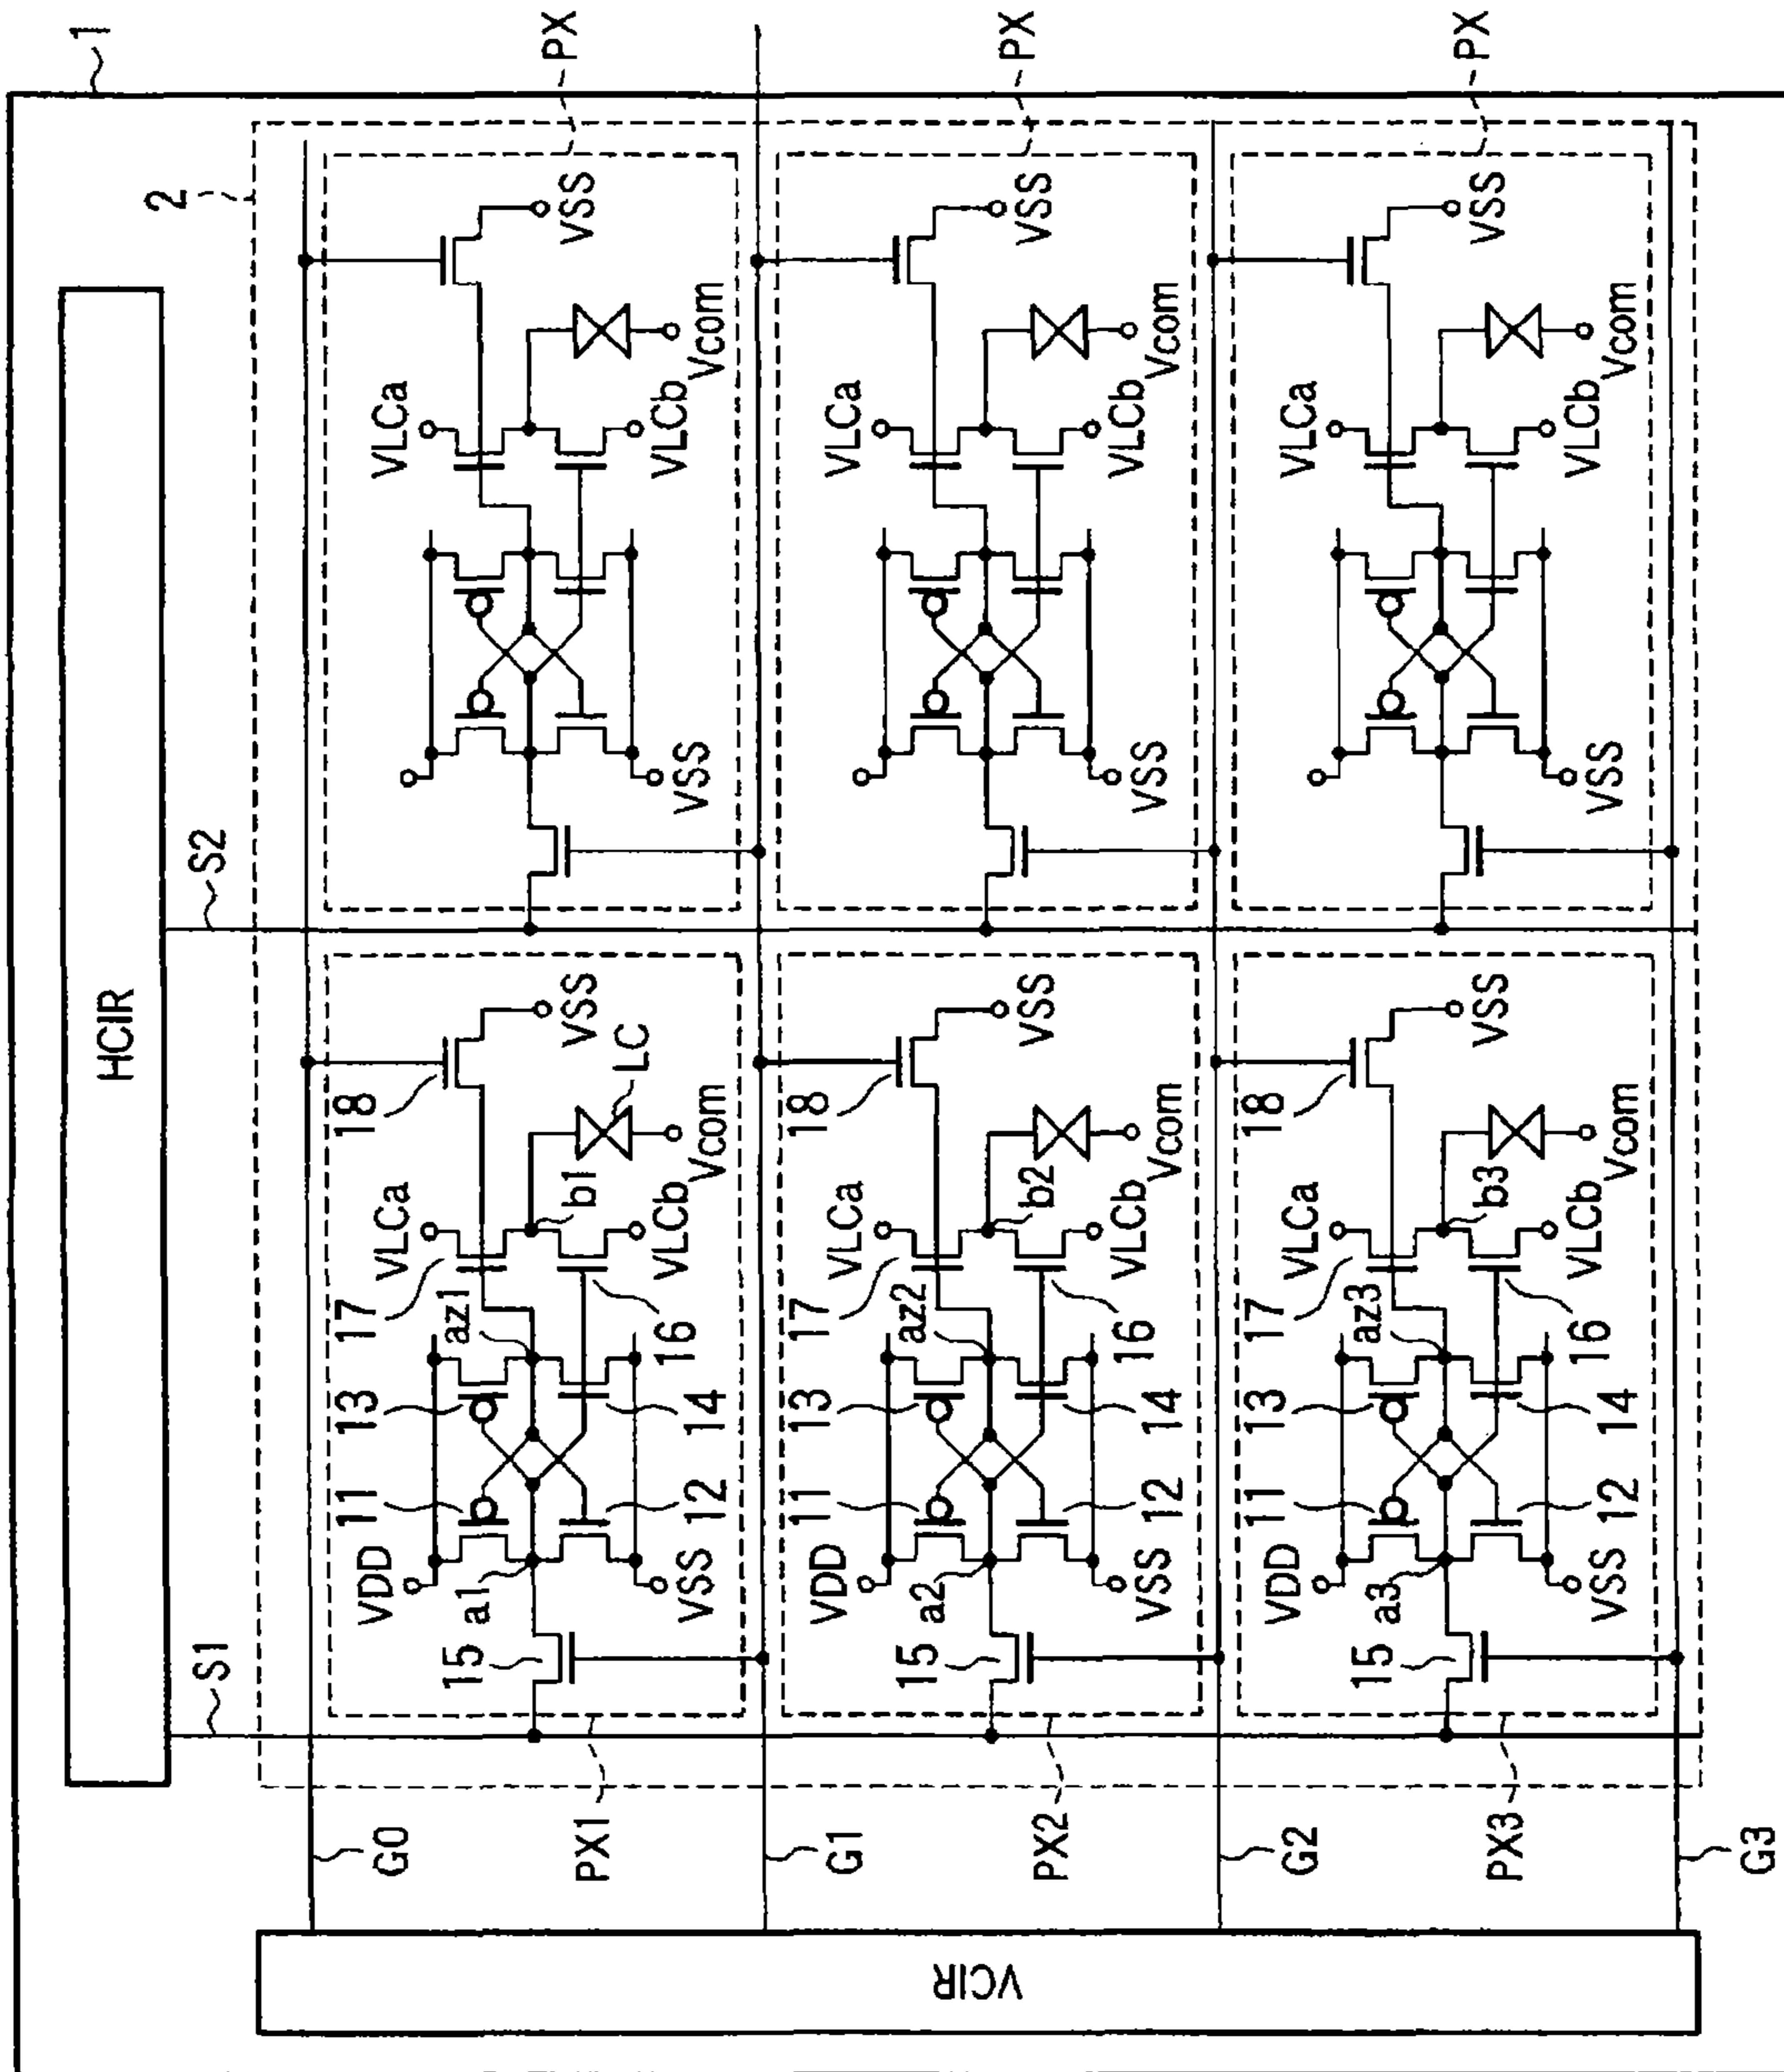 1
HCIR
2
S1
S2
G0
PX1
18
VSS
LC
17
VLCa
b1
Vcom
VLCb
VDD
11
13
az1
a1
15
VSS
12
14
16
PX
VSS
VLCa
VLCb
Vcom
VSS
G1
PX2
18
VSS
17
VLCa
b2
Vcom
VLCb
VDD
11
13
az2
a2
15
VSS
12
14
16
PX
VSS
VLCa
VLCb
Vcom
VSS
G2
PX3
18
VSS
17
VLCa
b3
Vcom
VLCb
VDD
11
13
az3
a3
15
VSS
12
14
16
PX
VSS
VLCa
VLCb
Vcom
VSS
G3
VCIR